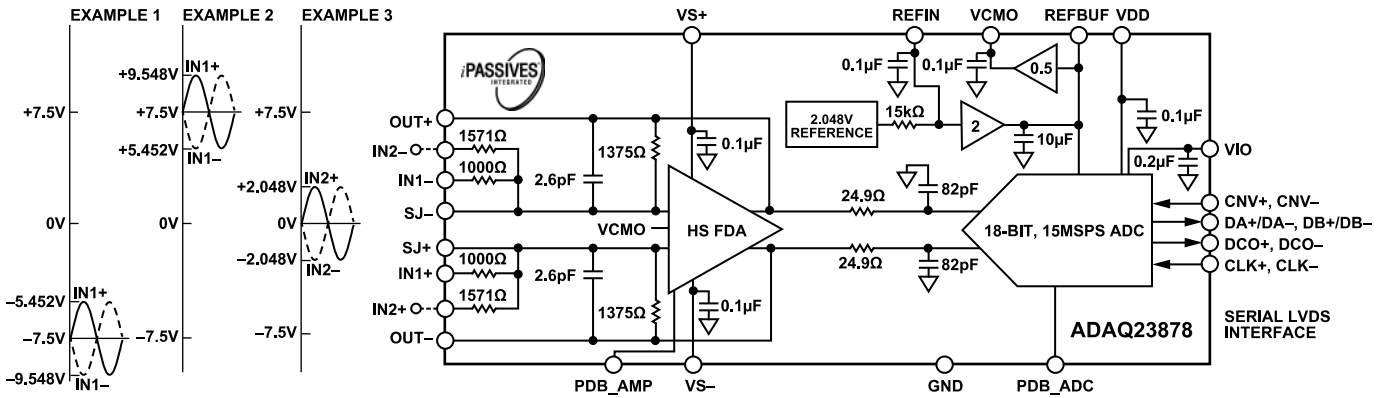 EXAMPLE 1 EXAMPLE 2 EXAMPLE 3
+7.5V
0V
–5.452V
–7.5V
–9.548V
IN1+
IN1–
+9.548V
+7.5V
+5.452V
0V
–7.5V
IN1+
IN1–
+7.5V
+2.048V
0V
–2.048V
–7.5V
IN2+
IN2–
VS+
REFIN
VCMO
REFBUF
VDD
iPASSIVES
INTEGRATED
0.1µF
0.1µF
0.5
2.048V
REFERENCE
15kΩ
2
10µF
0.1µF
VIO
0.2µF
OUT+
1571Ω
IN2–
1000Ω
IN1–
SJ–
2.6pF
1375Ω
0.1µF
VCMO
HS FDA
SJ+
1000Ω
IN1+
1571Ω
IN2+
OUT–
2.6pF
1375Ω
0.1µF
24.9Ω
82pF
24.9Ω
82pF
18-BIT, 15MSPS ADC
CNV+, CNV–
DA+/DA–, DB+/DB–
DCO+, DCO–
CLK+, CLK–
SERIAL LVDS
INTERFACE
ADAQ23878
PDB_AMP
VS–
GND
PDB_ADC